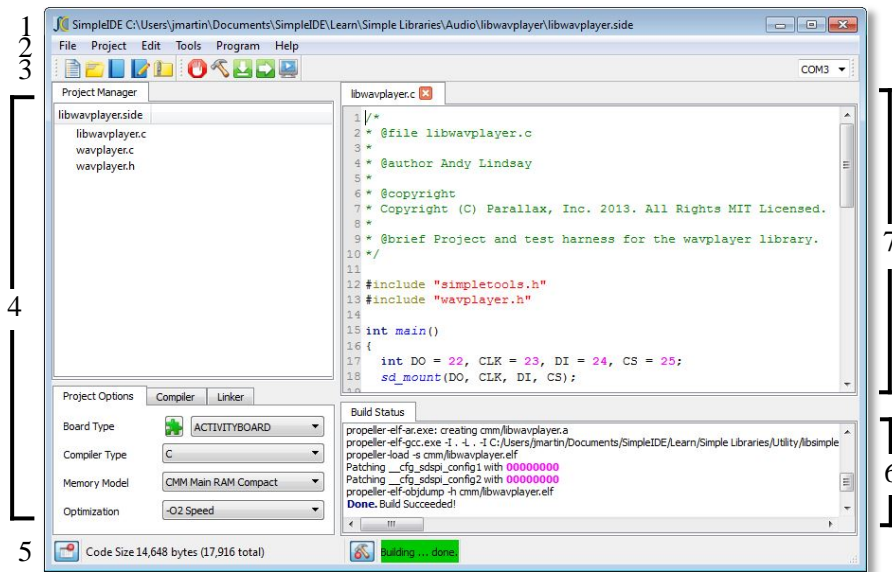 1
SimpleIDE C:\Users\jmartin\Documents\SimpleIDE\Learn\Simple Libraries\Audio\libwavplayer\libwavplayer.side
2
File Project Edit Tools Program Help
3
COM3
Project Manager
libwavplayer.side
libwavplayer.c
wavplayer.c
wavplayer.h
4
Project Options Compiler Linker
Board Type ACTIVITYBOARD
Compiler Type C
Memory Model CMM Main RAM Compact
Optimization -O2 Speed
libwavplayer.c
1 /*
2 * @file libwavplayer.c
3 *
4 * @author Andy Lindsay
5 *
6 * @copyright
7 * Copyright (C) Parallax, Inc. 2013. All Rights MIT Licensed.
8 *
9 * @brief Project and test harness for the wavplayer library.
10 */
11
12 #include "simpletools.h"
13 #include "wavplayer.h"
14
15 int main()
16 {
17 int DO = 22, CLK = 23, DI = 24, CS = 25;
18 sd_mount(DO, CLK, DI, CS);
7
Build Status
propeller-elf-ar.exe: creating cmm/libwavplayer.a
propeller-elf-gcc.exe -I . -L . -I C:/Users/jmartin/Documents/SimpleIDE/Learn/Simple Libraries/Utility/libsimple
propeller-load -s cmm/libwavplayer.elf
Patching __cfg_sdspi_config1 with 00000000
Patching __cfg_sdspi_config2 with 00000000
propeller-elf-objdump -h cmm/libwavplayer.elf
Done. Build Succeeded!
6
5
Code Size 14,648 bytes (17,916 total)
Building ... done.